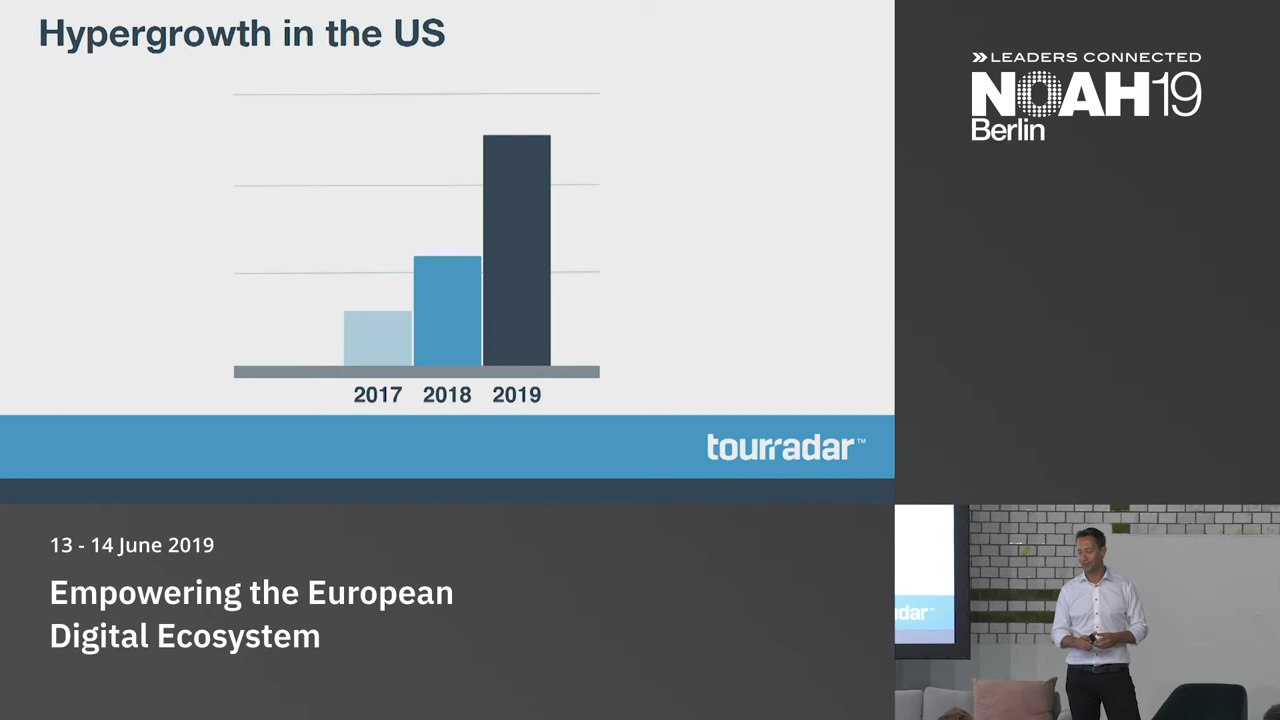 Hypergrowth in the US
2017 2018 2019
tourradar™
LEADERS CONNECTED
NOAH19
Berlin
13 - 14 June 2019
Empowering the European
Digital Ecosystem
dar™